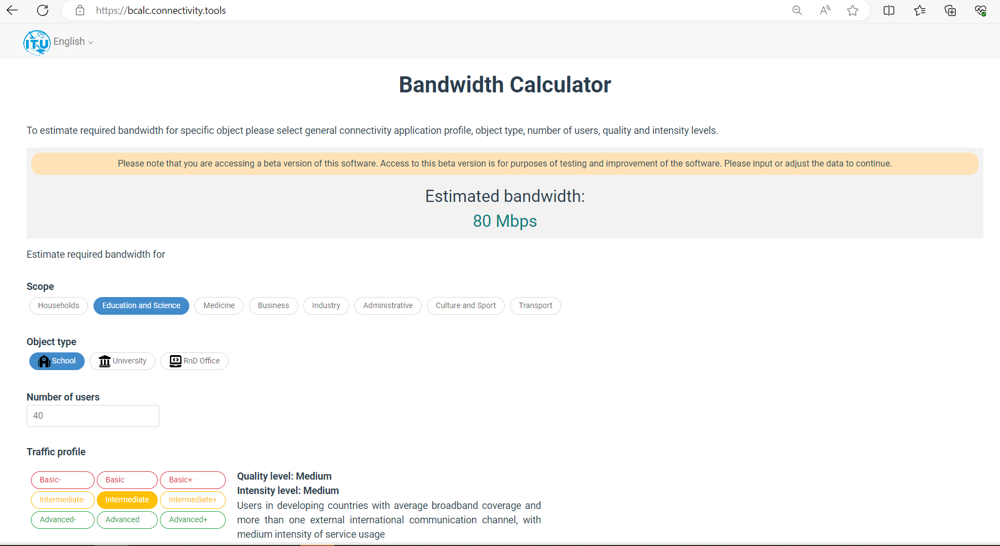 https://bcalc.connectivity.tools
ITU English
Bandwidth Calculator
To estimate required bandwidth for specific object please select general connectivity application profile, object type, number of users, quality and intensity levels.
Please note that you are accessing a beta version of this software. Access to this beta version is for purposes of testing and improvement of the software. Please input or adjust the data to continue.
Estimated bandwidth:
80 Mbps
Estimate required bandwidth for
Scope
Households Education and Science Medicine Business Industry Administrative Culture and Sport Transport
Object type
School University RnD Office
Number of users
40
Traffic profile
Basic- Basic Basic+
Intermediate- Intermediate Intermediate+
Advanced- Advanced Advanced+
Quality level: Medium
Intensity level: Medium
Users in developing countries with average broadband coverage and
more than one external international communication channel, with
medium intensity of service usage